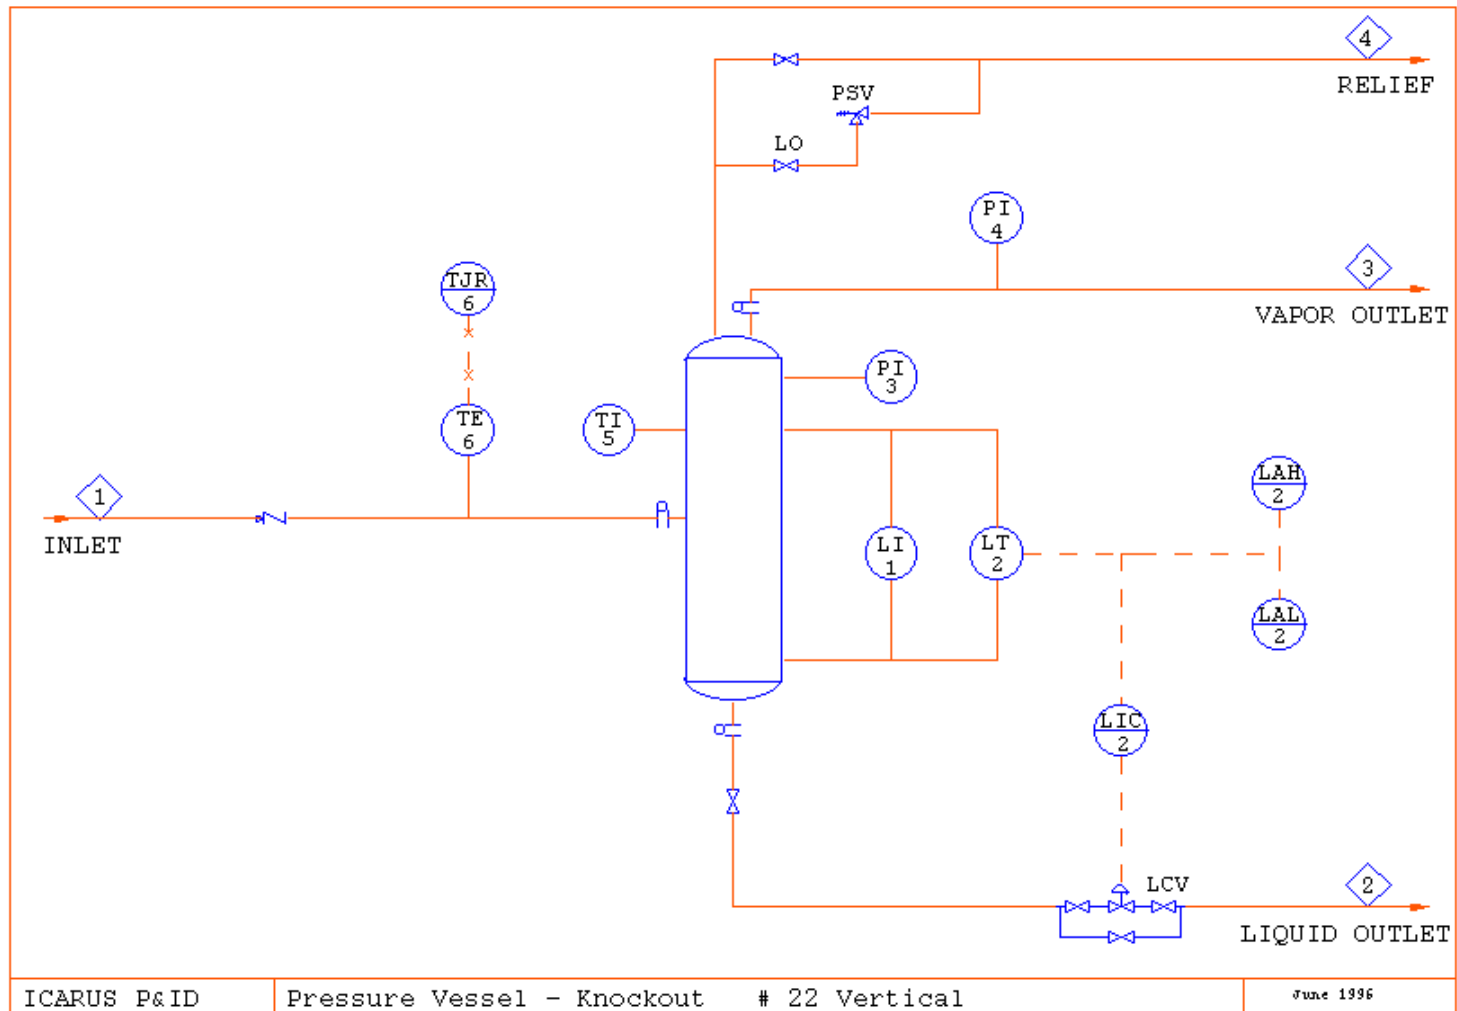 4
RELIEF
PSV
LO
PI
4
3
VAPOR OUTLET
TJR
6
PI
3
TE
6
TI
5
1
INLET
LI
1
LT
2
LAH
2
LAL
2
LIC
2
LCV
2
LIQUID OUTLET
ICARUS P&ID
Pressure Vessel - Knockout # 22 Vertical
June 1996